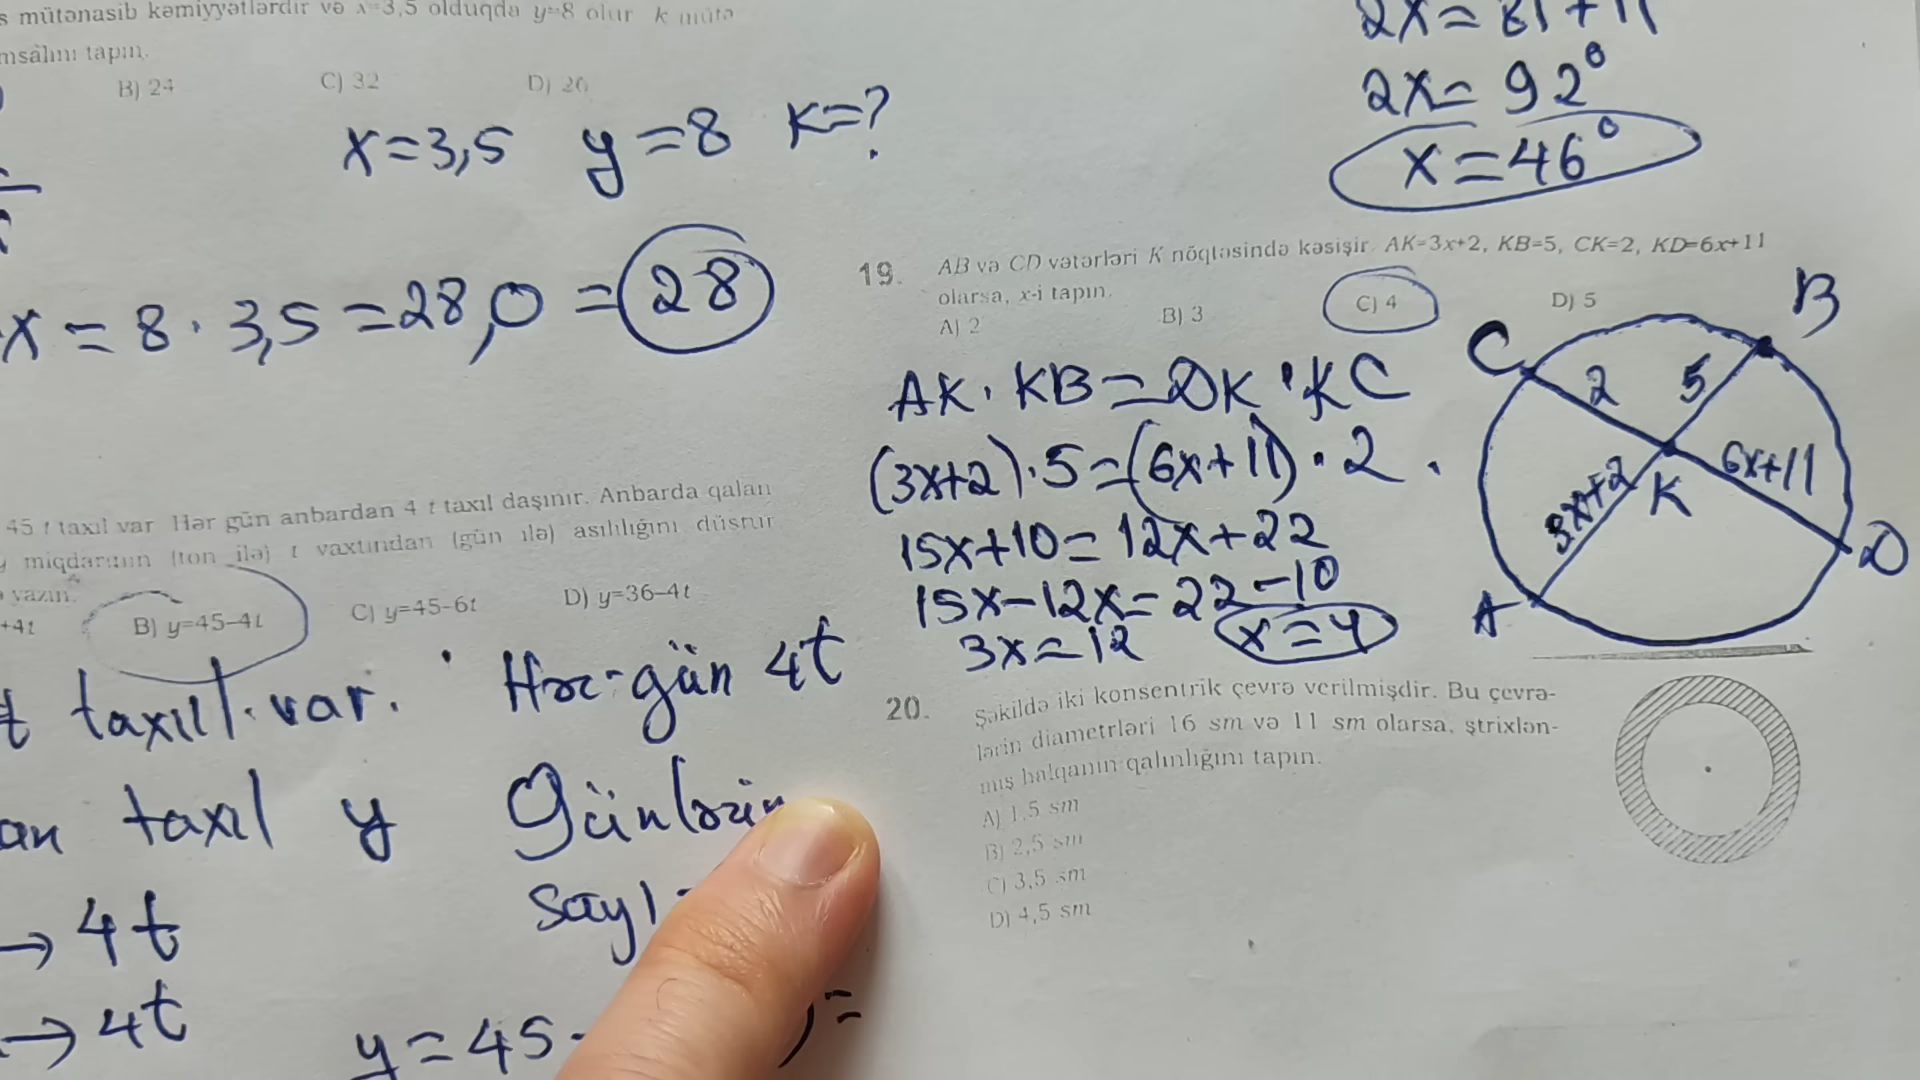 mütənasib kəmiyyətlərdir və x=3,5 olduqda y=8 olur k mütə
msalını tapın.
B) 24 C) 32 D) 26
x=3,5 y=8 k=?
x = 8 · 3,5 = 28,0 = 28
45 t taxıl var Hər gün anbardan 4 t taxıl daşınır. Anbarda qalan
y miqdarının (ton ilə) t vaxtından (gün ilə) asılılığını düstur
yazın.
+4t B) y=45-4t C) y=45-6t D) y=36-4t
t taxıl var. Hər gün 4t
an taxıl y Günlərin
sayı
→ 4t
→ 4t
y = 45 - ) =
2x = 81 + 11
2x = 92°
x = 46°
19. AB və CD vətərləri K nöqtəsində kəsişir. AK=3x+2, KB=5, CK=2, KD=6x+11
olarsa, x-i tapın.
A) 2 B) 3 C) 4 D) 5
AK · KB = DK · KC
(3x+2) · 5 = (6x+11) · 2
15x+10 = 12x+22
15x-12x = 22-10
3x = 12 x = 4
C B
2 5
3x+2 K 6x+11
A D
20. Şəkildə iki konsentrik çevrə verilmişdir. Bu çevrə-
lərin diametrləri 16 sm və 11 sm olarsa, ştrixlən-
miş halqanın qalınlığını tapın.
A) 1,5 sm
B) 2,5 sm
C) 3,5 sm
D) 4,5 sm